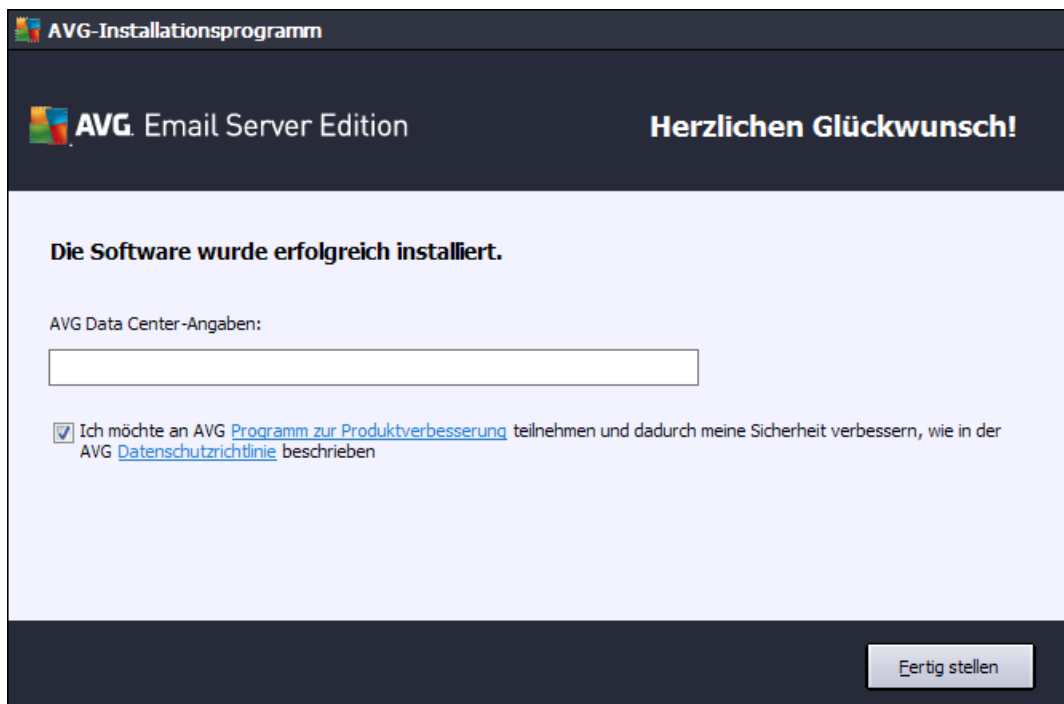 AVG-Installationsprogramm
AVG. Email Server Edition
Herzlichen Glückwunsch!
Die Software wurde erfolgreich installiert.
AVG Data Center-Angaben:
Ich möchte an AVG Programm zur Produktverbesserung teilnehmen und dadurch meine Sicherheit verbessern, wie in der
AVG Datenschutzrichtlinie beschrieben
Fertig stellen